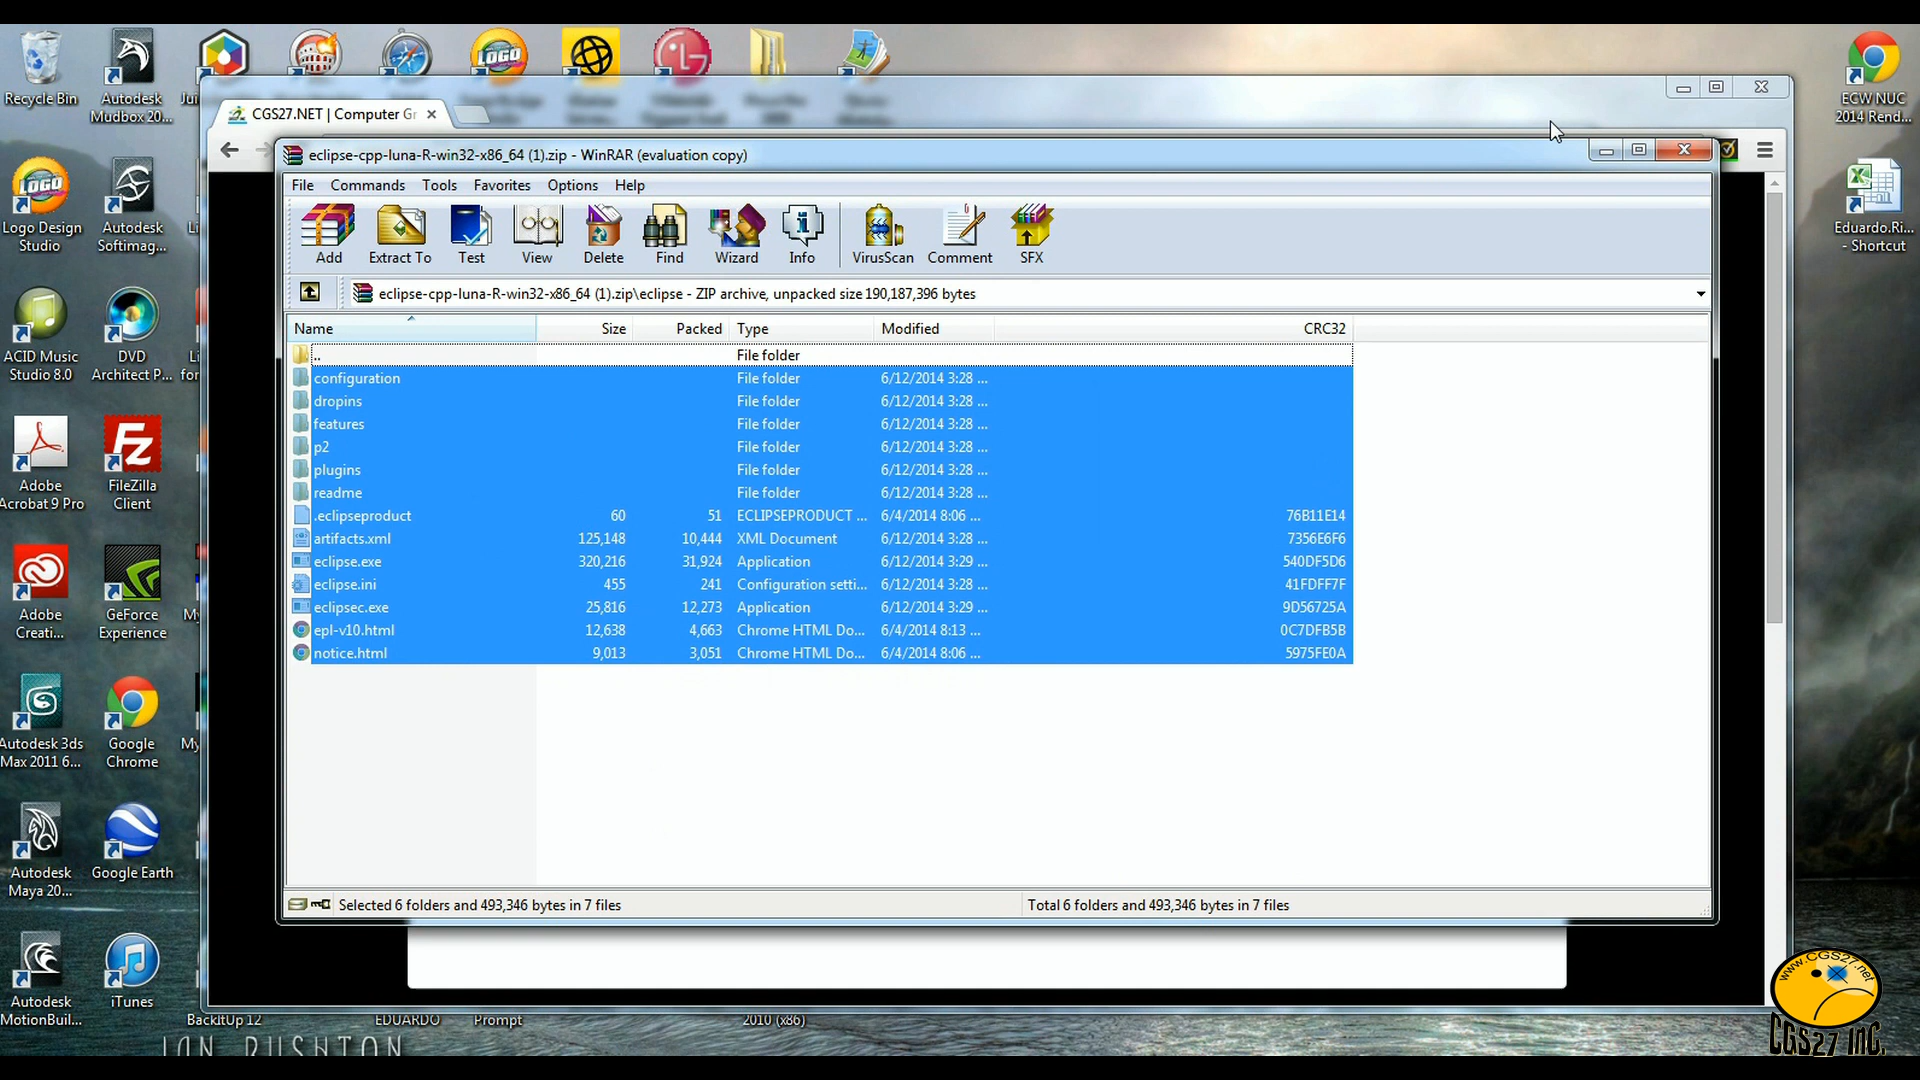 Recycle Bin
Autodesk
Mudbox 20...
CGS27.NET | Computer Gr
ECW NUC
2014 Rend...
eclipse-cpp-luna-R-win32-x86_64 (1).zip - WinRAR (evaluation copy)
File Commands Tools Favorites Options Help
Add Extract To Test View Delete Find Wizard Info VirusScan Comment SFX
eclipse-cpp-luna-R-win32-x86_64 (1).zip\eclipse - ZIP archive, unpacked size 190,187,396 bytes
Name Size Packed Type Modified CRC32
.. File folder
configuration File folder 6/12/2014 3:28 ...
dropins File folder 6/12/2014 3:28 ...
features File folder 6/12/2014 3:28 ...
p2 File folder 6/12/2014 3:28 ...
plugins File folder 6/12/2014 3:28 ...
readme File folder 6/12/2014 3:28 ...
.eclipseproduct 60 51 ECLIPSEPRODUCT ... 6/4/2014 8:06 ... 76B11E14
artifacts.xml 125,148 10,444 XML Document 6/12/2014 3:28 ... 7356E6F6
eclipse.exe 320,216 31,924 Application 6/12/2014 3:29 ... 540DF5D6
eclipse.ini 455 241 Configuration setti... 6/12/2014 3:28 ... 41FDFF7F
eclipsec.exe 25,816 12,273 Application 6/12/2014 3:29 ... 9D56725A
epl-v10.html 12,638 4,663 Chrome HTML Do... 6/4/2014 8:13 ... 0C7DFB5B
notice.html 9,013 3,051 Chrome HTML Do... 6/4/2014 8:06 ... 5975FE0A
Selected 6 folders and 493,346 bytes in 7 files
Total 6 folders and 493,346 bytes in 7 files
LOGO
LOGO
Logo Design
Studio
Autodesk
Softimag...
Eduardo.Ri...
- Shortcut
ACID Music
Studio 8.0
DVD
Architect P...
Adobe
Acrobat 9 Pro
FileZilla
Client
Adobe
Creati...
GeForce
Experience
Autodesk 3ds
Max 2011 6...
Google
Chrome
Autodesk
Maya 20...
Google Earth
Autodesk
MotionBuil...
iTunes
BackItUp 12
EDUARDO
Prompt
2010 (x86)
www.CGS27.net
CGS27 INC.